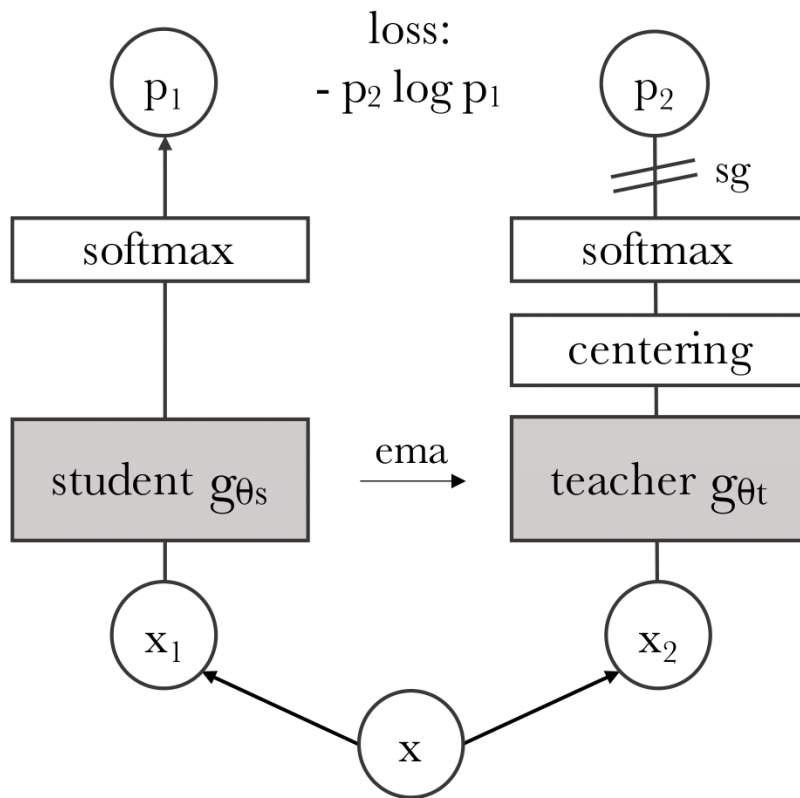 loss:
- p₂ log p₁
p₁
p₂
sg
softmax
softmax
centering
student gθs
ema
teacher gθt
x₁
x₂
x